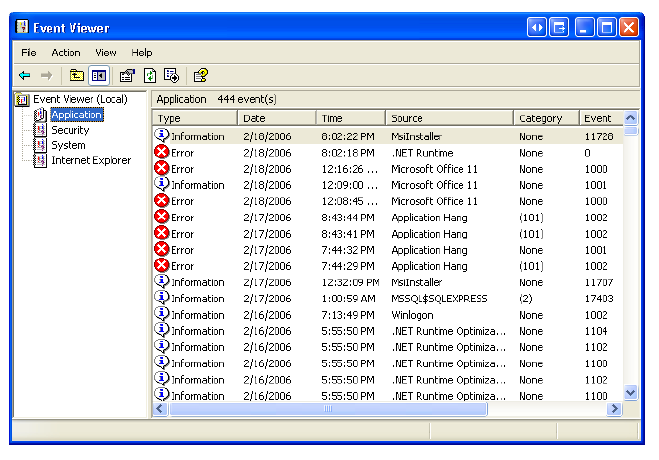 Event Viewer
File Action View Help
Event Viewer (Local)
Application
Security
System
Internet Explorer
Application 444 event(s)
Type Date Time Source Category Event
Information 2/18/2006 8:02:22 PM MsiInstaller None 11728
Error 2/18/2006 8:02:18 PM .NET Runtime None 0
Error 2/18/2006 12:16:26 ... Microsoft Office 11 None 1000
Information 2/18/2006 12:09:00 ... Microsoft Office 11 None 1001
Error 2/18/2006 12:08:45 ... Microsoft Office 11 None 1000
Error 2/17/2006 8:43:44 PM Application Hang (101) 1002
Error 2/17/2006 8:43:41 PM Application Hang (101) 1002
Error 2/17/2006 7:44:32 PM Application Hang None 1001
Error 2/17/2006 7:44:29 PM Application Hang (101) 1002
Information 2/17/2006 12:32:09 PM MsiInstaller None 11707
Information 2/17/2006 1:00:59 AM MSSQL$SQLEXPRESS (2) 17403
Information 2/16/2006 7:13:49 PM Winlogon None 1002
Information 2/16/2006 5:55:50 PM .NET Runtime Optimiza... None 1104
Information 2/16/2006 5:55:50 PM .NET Runtime Optimiza... None 1102
Information 2/16/2006 5:55:50 PM .NET Runtime Optimiza... None 1100
Information 2/16/2006 5:55:50 PM .NET Runtime Optimiza... None 1102
Information 2/16/2006 5:55:50 PM .NET Runtime Optimiza... None 1100